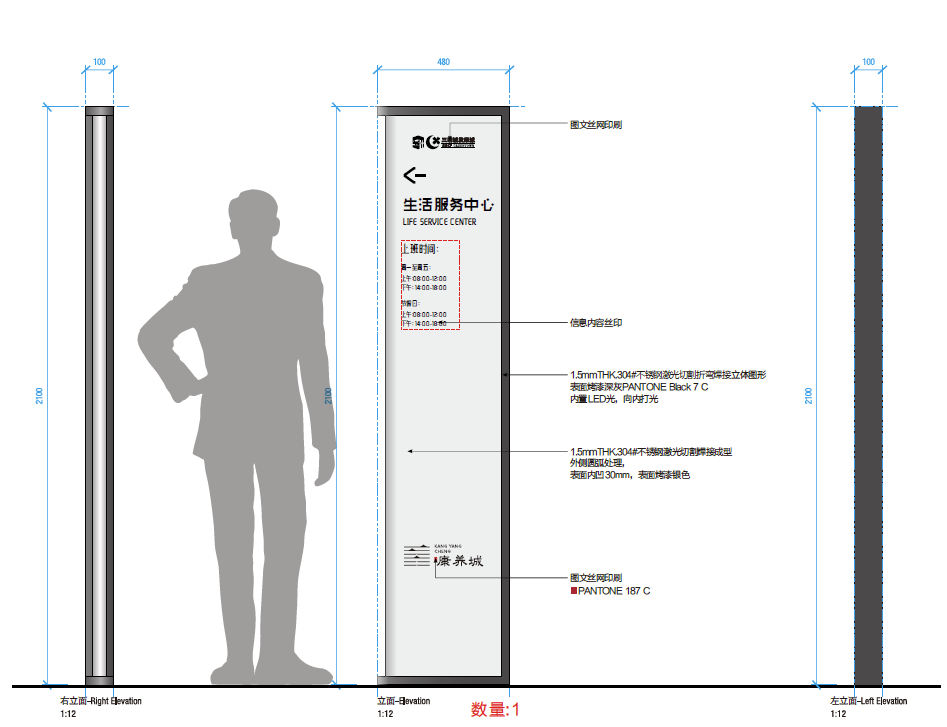 100
480
100
图文丝网印刷
生活服务中心
LIFE SERVICE CENTER
上班时间:
周一至周五:
上午:08:00-12:00
下午:14:00-18:00
节假日:
上午:08:00-12:00
下午:14:00-18:00
信息内容丝印
1.5mmTHK.304#不锈钢激光切割折弯焊接立体图形
表面烤漆深灰PANTONE Black 7 C
内置LED光，向内打光
2100
2100
2100
1.5mmTHK.304#不锈钢激光切割焊接成型
外侧圆弧处理，
表面内凹30mm，表面烤漆银色
KANG YANG
CHENG
康养城
图文丝网印刷
PANTONE 187 C
右立面-Right Elevation
1:12
立面-Elevation
1:12
数量:1
左立面-Left Elevation
1:12